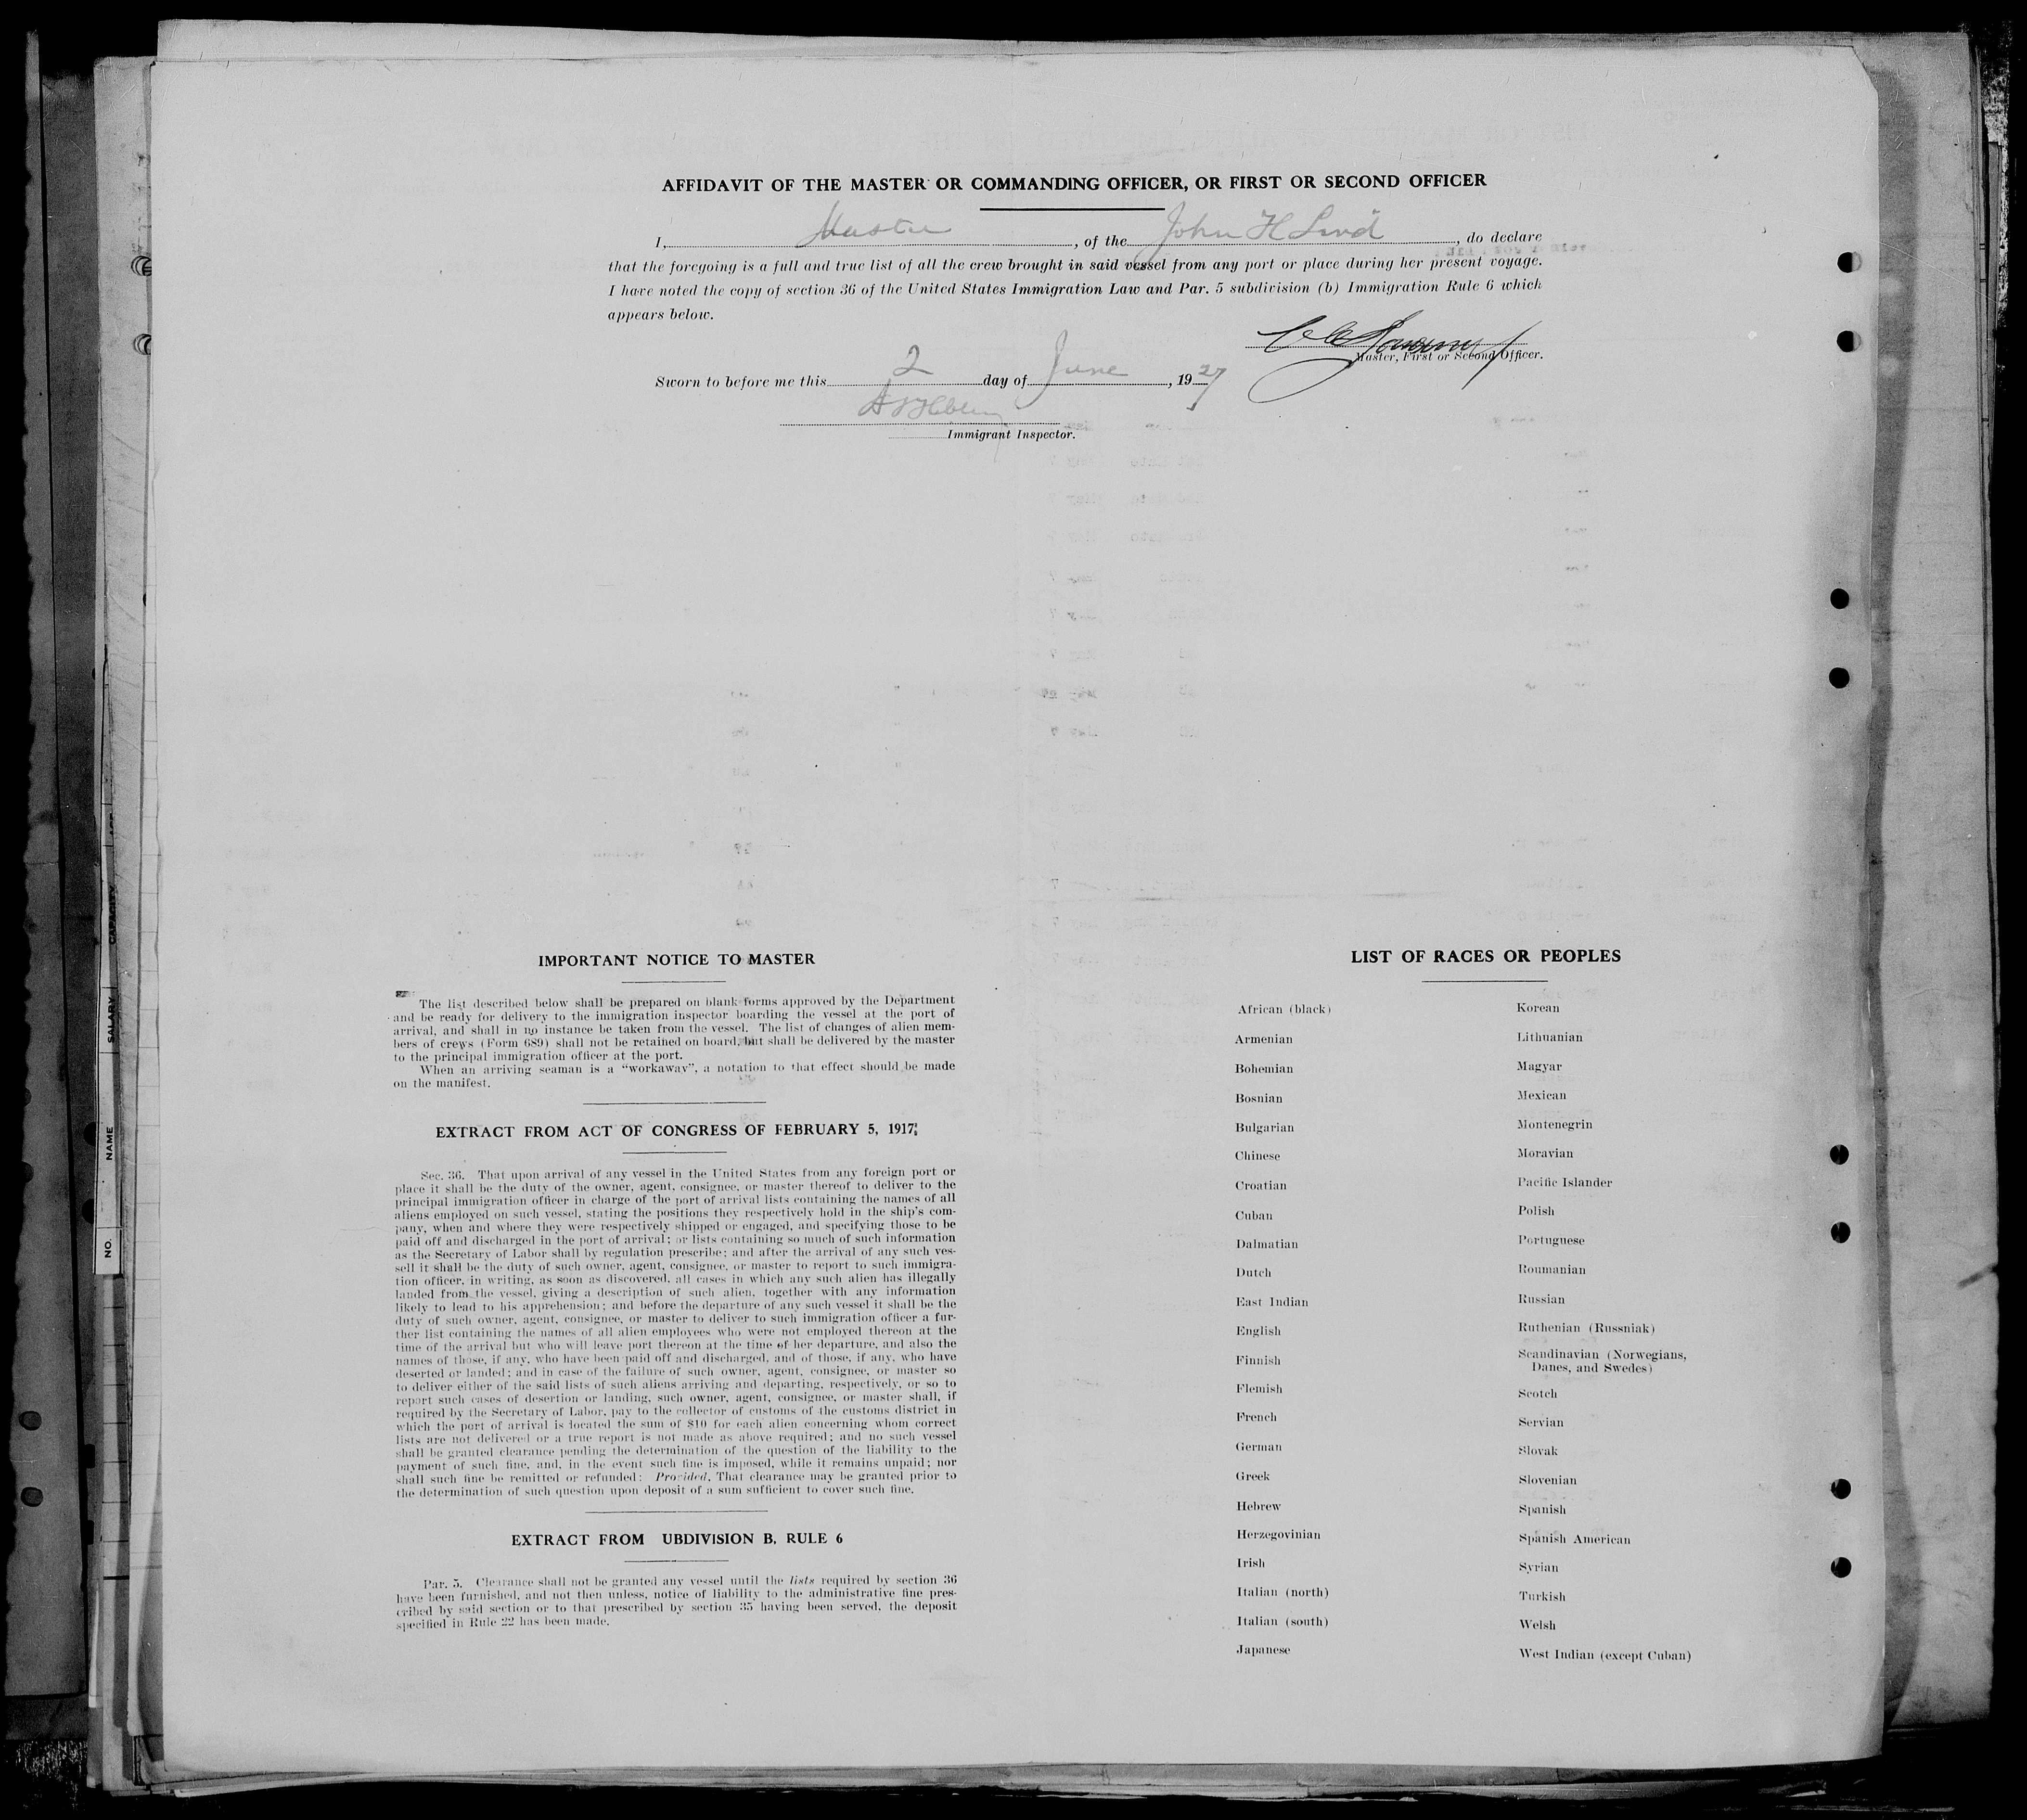 AFFIDAVIT OF THE MASTER OR COMMANDING OFFICER, OR FIRST OR SECOND OFFICER
I, Master, of the John H Lind, do declare
that the foregoing is a full and true list of all the crew brought in said vessel from any port or place during her present voyage.
I have noted the copy of section 36 of the United States Immigration Law and Par. 5 subdivision (b) Immigration Rule 6 which
appears below.
Master, First or Second Officer.
Sworn to before me this 2 day of June, 1927
Immigrant Inspector.
IMPORTANT NOTICE TO MASTER
The list described below shall be prepared on blank forms approved by the Department
and be ready for delivery to the immigration inspector boarding the vessel at the port of
arrival, and shall in no instance be taken from the vessel. The list of changes of alien mem-
bers of crews (Form 689) shall not be retained on board, but shall be delivered by the master
to the principal immigration officer at the port.
When an arriving seaman is a "workaway", a notation to that effect should be made
on the manifest.
EXTRACT FROM ACT OF CONGRESS OF FEBRUARY 5, 1917
Sec. 36. That upon arrival of any vessel in the United States from any foreign port or
place it shall be the duty of the owner, agent, consignee, or master thereof to deliver to the
principal immigration officer in charge of the port of arrival lists containing the names of all
aliens employed on such vessel, stating the positions they respectively hold in the ship's com-
pany, when and where they were respectively shipped or engaged, and specifying those to be
paid off and discharged in the port of arrival; or lists containing so much of such information
as the Secretary of Labor shall by regulation prescribe; and after the arrival of any such ves-
sell it shall be the duty of such owner, agent, consignee, or master to report to such immigra-
tion officer, in writing, as soon as discovered, all cases in which any such alien has illegally
landed from the vessel, giving a description of such alien, together with any information
likely to lead to his apprehension; and before the departure of any such vessel it shall be the
duty of such owner, agent, consignee, or master to deliver to such immigration officer a fur-
ther list containing the names of all alien employees who were not employed thereon at the
time of the arrival but who will leave port thereon at the time of her departure, and also the
names of those, if any, who have been paid off and discharged, and of those, if any, who have
deserted or landed; and in case of the failure of such owner, agent, consignee, or master so
to deliver either of the said lists of such aliens arriving and departing, respectively, or so to
report such cases of desertion or landing, such owner, agent, consignee, or master shall, if
required by the Secretary of Labor, pay to the collector of customs of the customs district in
which the port of arrival is located the sum of $10 for each alien concerning whom correct
lists are not delivered or a true report is not made as above required; and no such vessel
shall be granted clearance pending the determination of the question of the liability to the
payment of such fine, and, in the event such fine is imposed, while it remains unpaid; nor
shall such fine be remitted or refunded: Provided, That clearance may be granted prior to
the determination of such question upon deposit of a sum sufficient to cover such fine.
EXTRACT FROM UBDIVISION B, RULE 6
Par. 5. Clearance shall not be granted any vessel until the lists required by section 36
have been furnished, and not then unless, notice of liability to the administrative fine pres-
cribed by said section or to that prescribed by section 35 having been served, the deposit
specified in Rule 22 has been made.
LIST OF RACES OR PEOPLES
African (black)
Armenian
Bohemian
Bosnian
Bulgarian
Chinese
Croatian
Cuban
Dalmatian
Dutch
East Indian
English
Finnish
Flemish
French
German
Greek
Hebrew
Herzegovinian
Irish
Italian (north)
Italian (south)
Japanese
Korean
Lithuanian
Magyar
Mexican
Montenegrin
Moravian
Pacific Islander
Polish
Portuguese
Roumanian
Russian
Ruthenian (Russniak)
Scandinavian (Norwegians,
Danes, and Swedes)
Scotch
Servian
Slovak
Slovenian
Spanish
Spanish American
Syrian
Turkish
Welsh
West Indian (except Cuban)
NO.
NAME
SALARY
CAPACITY
AGE